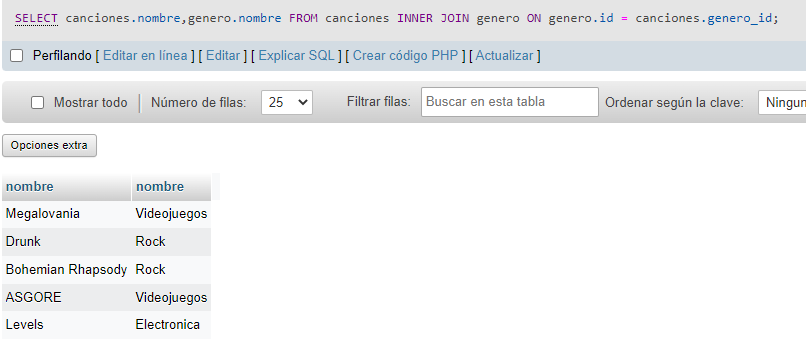 SELECT canciones.nombre,genero.nombre FROM canciones INNER JOIN genero ON genero.id = canciones.genero_id;
Perfilando [ Editar en línea ] [ Editar ] [ Explicar SQL ] [ Crear código PHP ] [ Actualizar ]
Mostrar todo Número de filas: 25 Filtrar filas: Buscar en esta tabla Ordenar según la clave: Ningun
Opciones extra
nombre nombre
Megalovania Videojuegos
Drunk Rock
Bohemian Rhapsody Rock
ASGORE Videojuegos
Levels Electronica